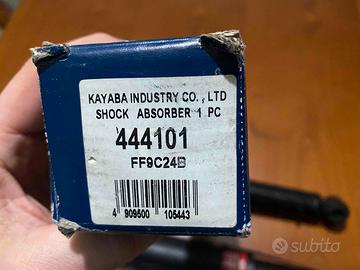 KAYABA INDUSTRY CO. , LTD
SHOCK ABSORBER 1 PC
444101
FF9C24B
4 909500 105443
subito